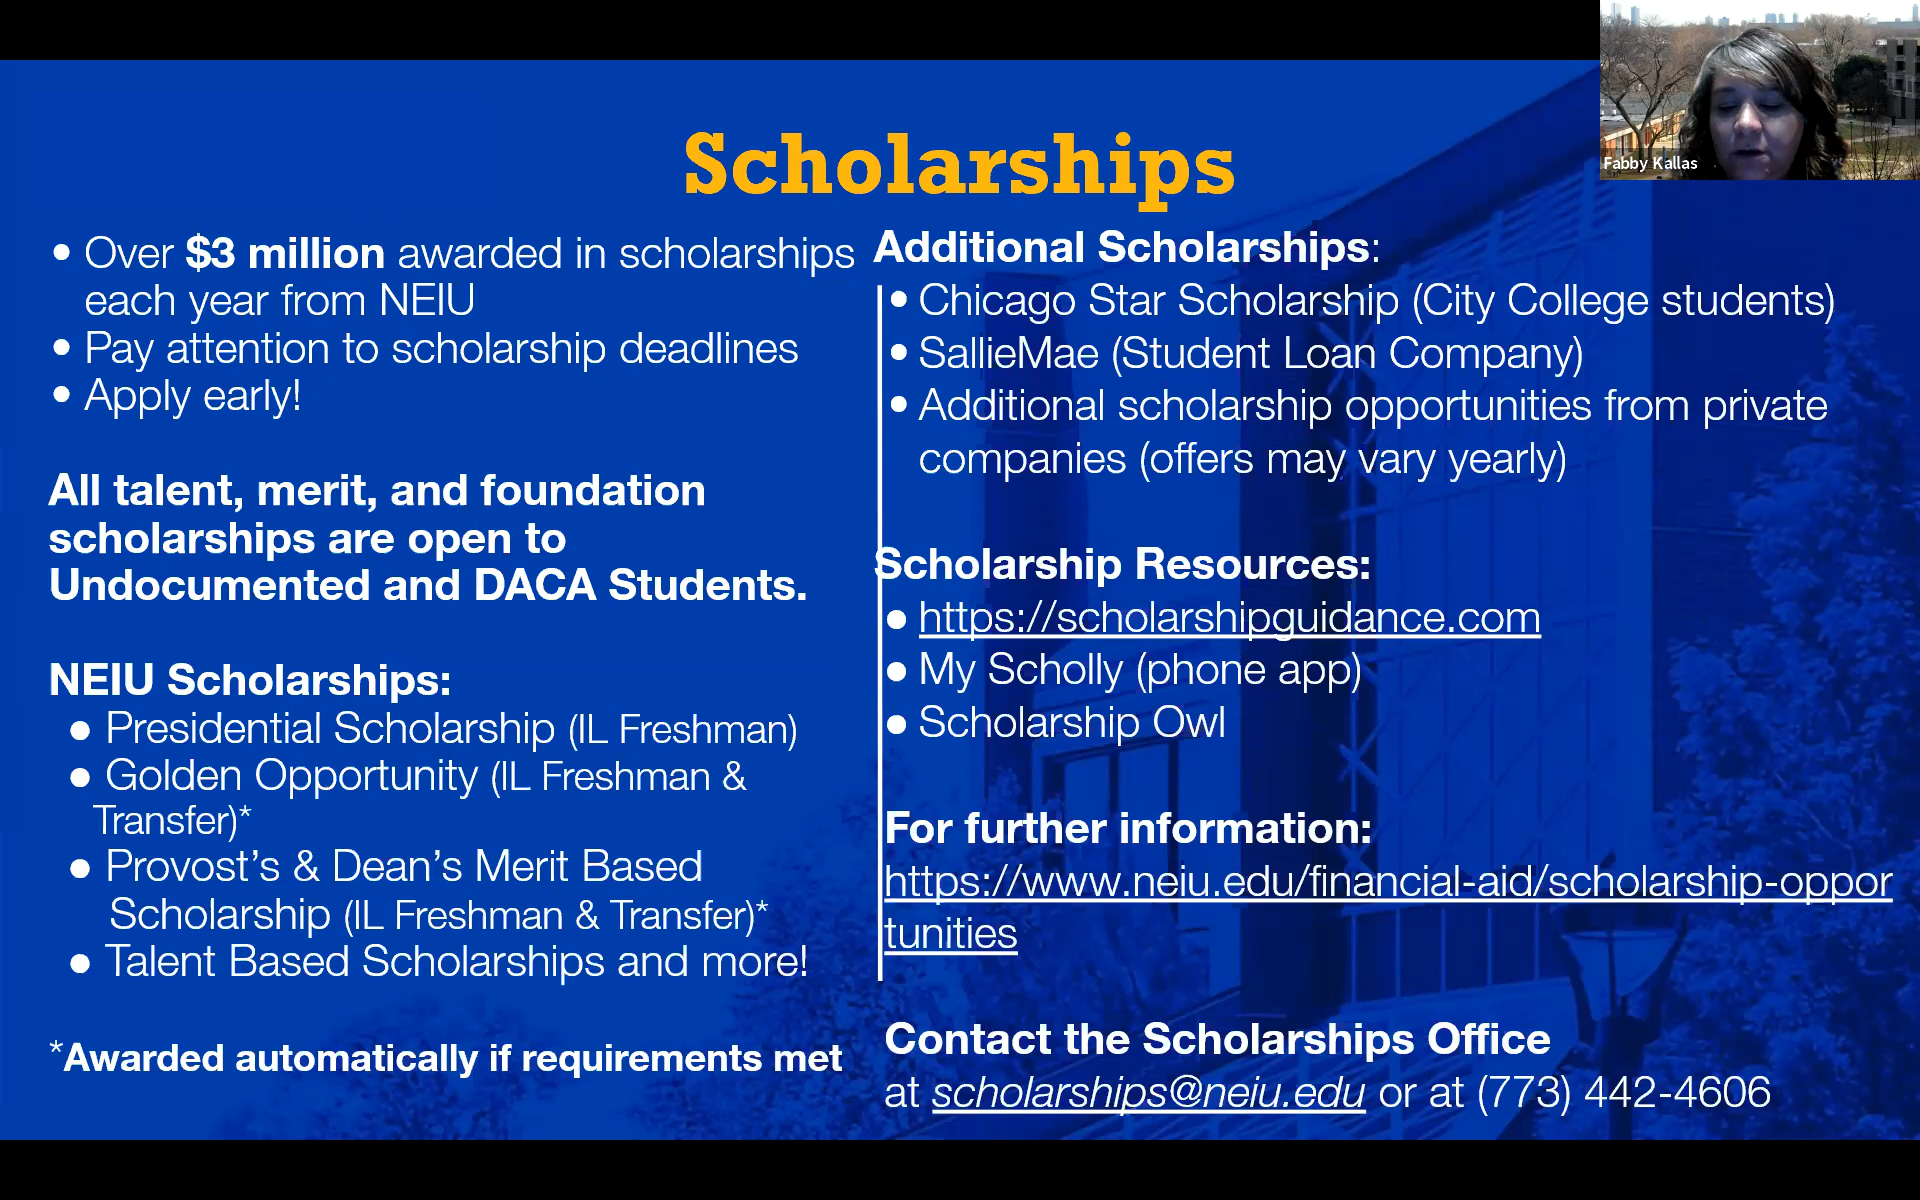 Scholarships
Fabby Kallas
• Over $3 million awarded in scholarships
each year from NEIU
• Pay attention to scholarship deadlines
• Apply early!
All talent, merit, and foundation
scholarships are open to
Undocumented and DACA Students.
NEIU Scholarships:
● Presidential Scholarship (IL Freshman)
● Golden Opportunity (IL Freshman &
Transfer)*
● Provost’s & Dean’s Merit Based
Scholarship (IL Freshman & Transfer)*
● Talent Based Scholarships and more!
*Awarded automatically if requirements met
Additional Scholarships:
• Chicago Star Scholarship (City College students)
• SallieMae (Student Loan Company)
• Additional scholarship opportunities from private
companies (offers may vary yearly)
Scholarship Resources:
● https://scholarshipguidance.com
● My Scholly (phone app)
● Scholarship Owl
For further information:
https://www.neiu.edu/financial-aid/scholarship-oppor
tunities
Contact the Scholarships Office
at scholarships@neiu.edu or at (773) 442-4606